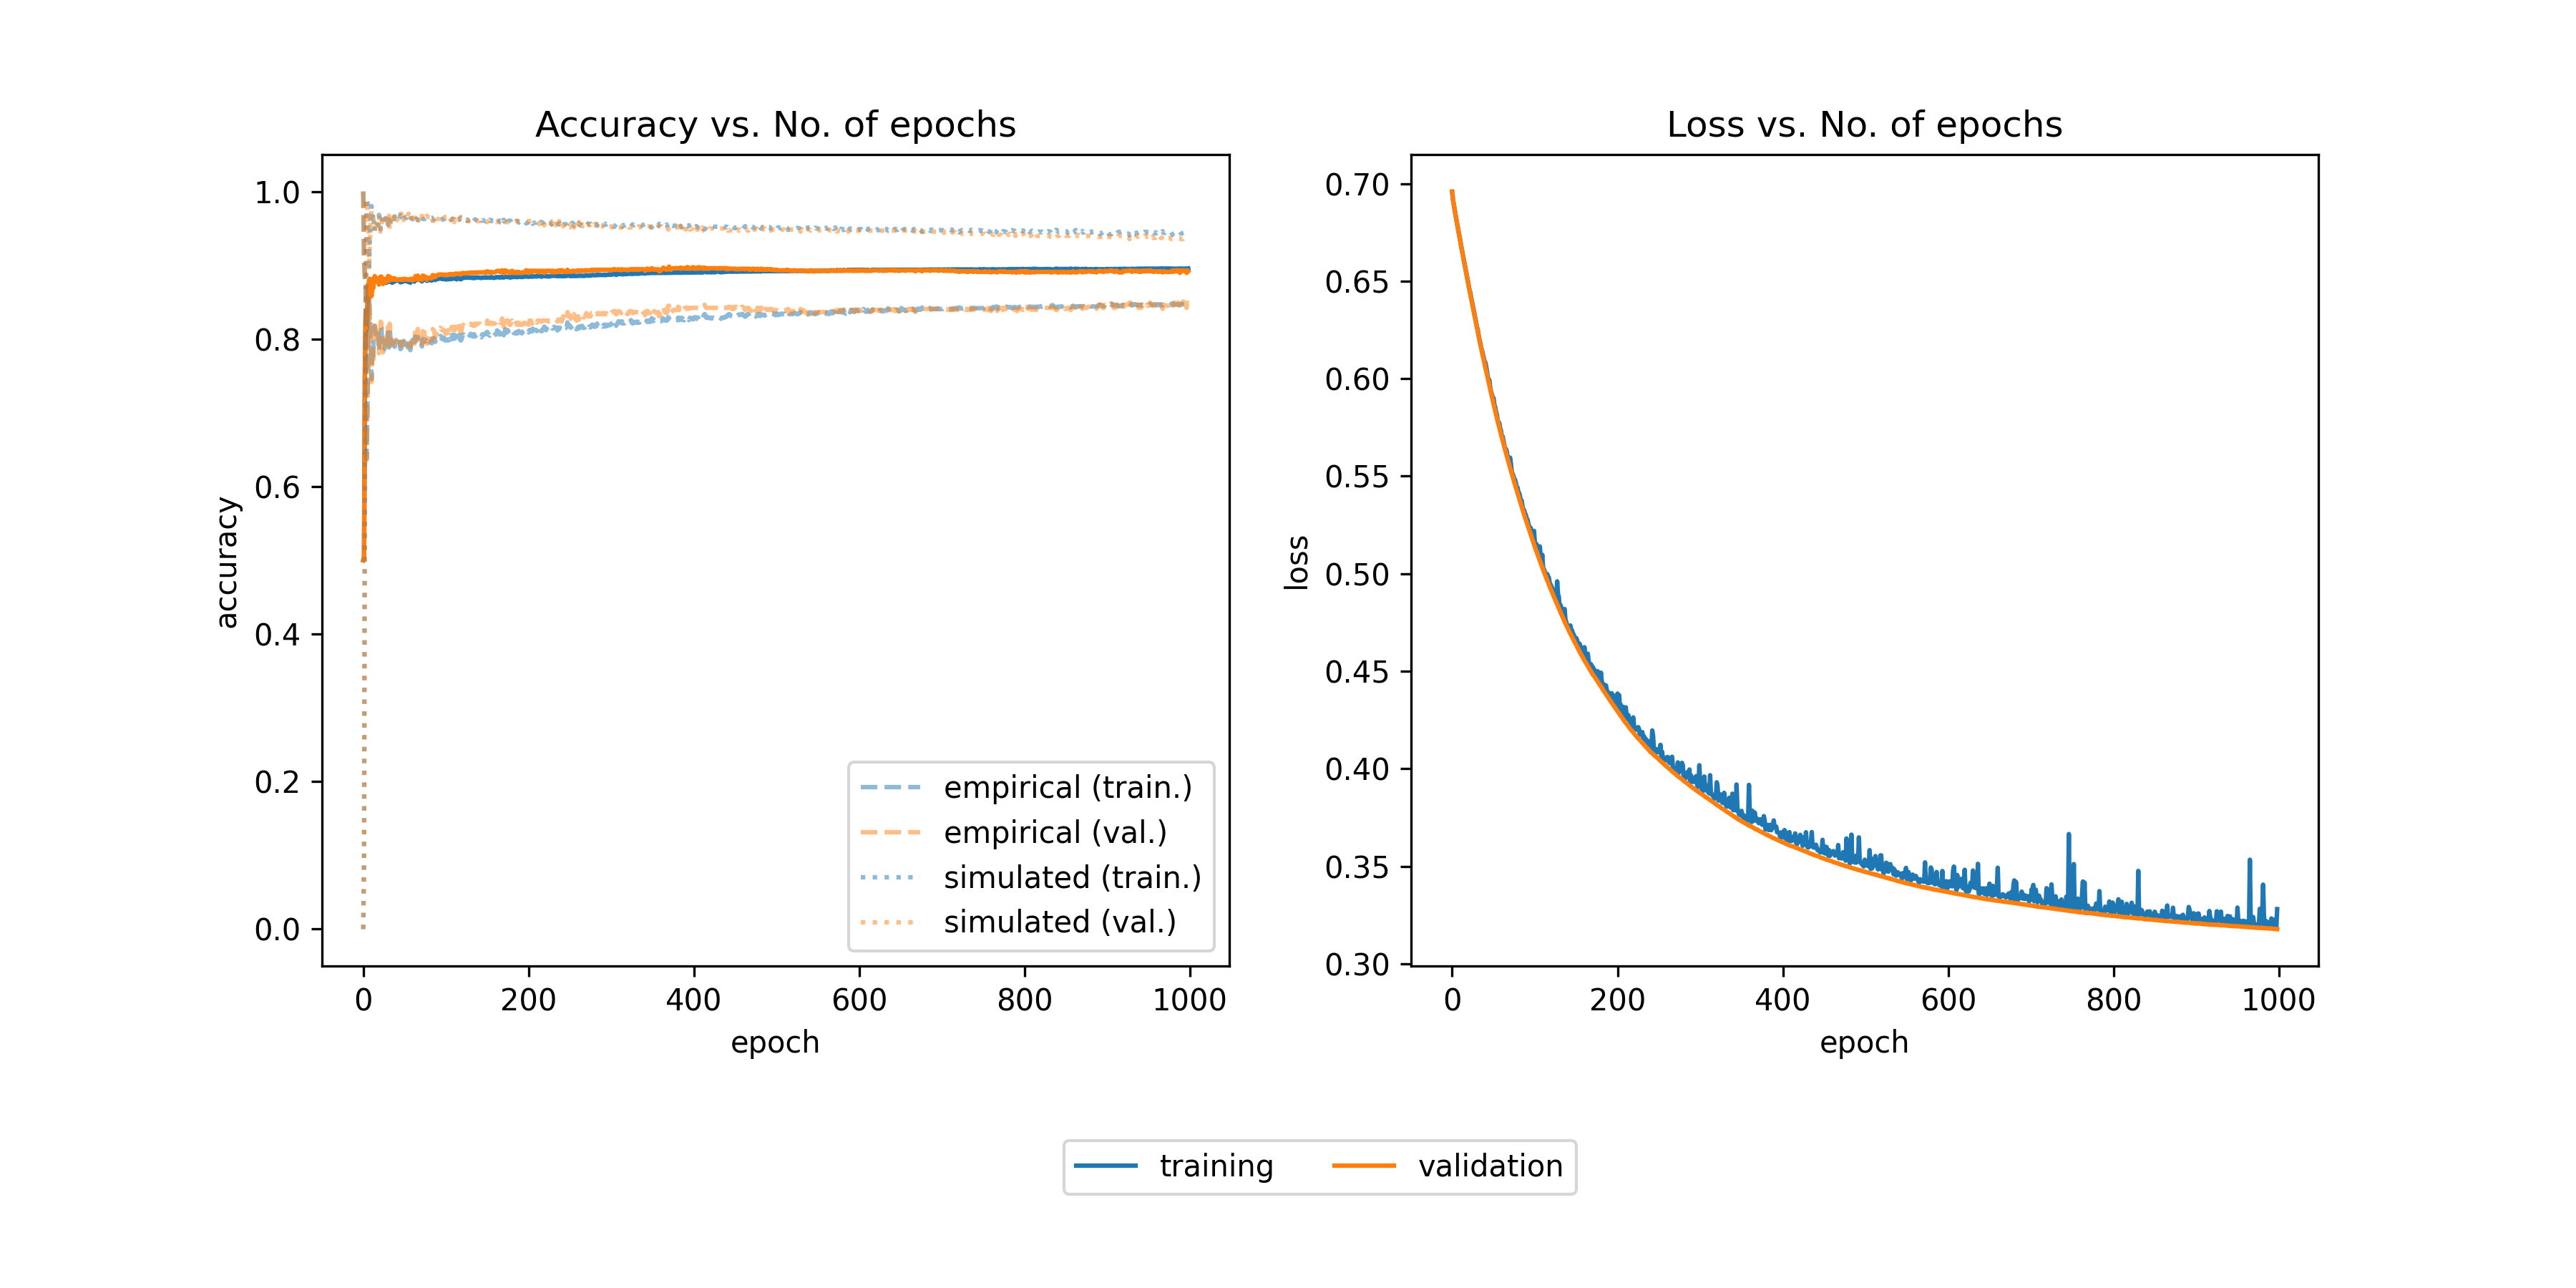 Accuracy vs. No. of epochs
1.0
0.8
0.6
0.4
0.2
0.0
accuracy
0 200 400 600 800 1000
epoch
empirical (train.)
empirical (val.)
simulated (train.)
simulated (val.)
Loss vs. No. of epochs
0.70
0.65
0.60
0.55
0.50
0.45
0.40
0.35
0.30
loss
0 200 400 600 800 1000
epoch
training validation